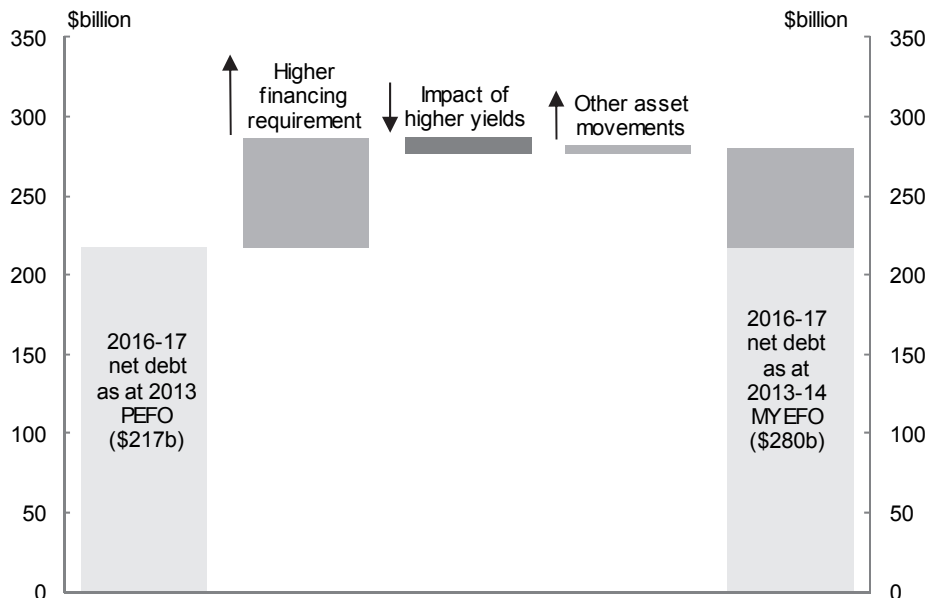 $billion
$billion
350
300
250
200
150
100
50
0
Higher
financing
requirement
Impact of
higher yields
Other asset
movements
2016-17
net debt
as at 2013
PEFO
($217b)
2016-17
net debt
as at
2013-14
MYEFO
($280b)
350
300
250
200
150
100
50
0